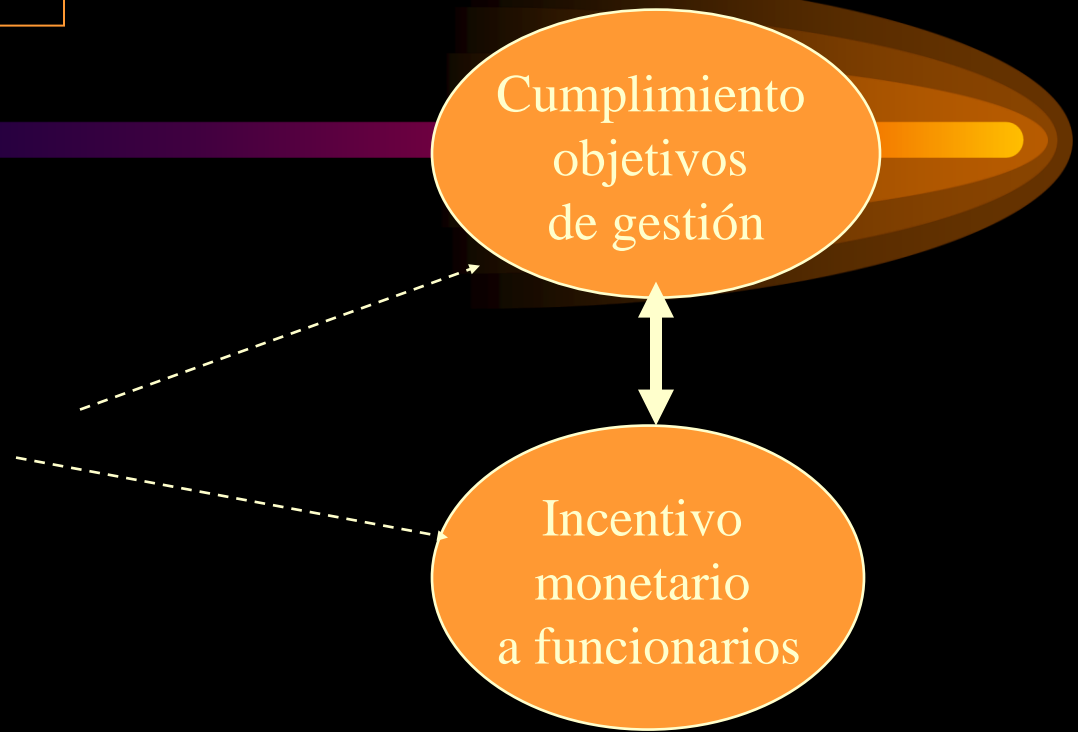 Cumplimiento
objetivos
de gestión
Incentivo
monetario
a funcionarios